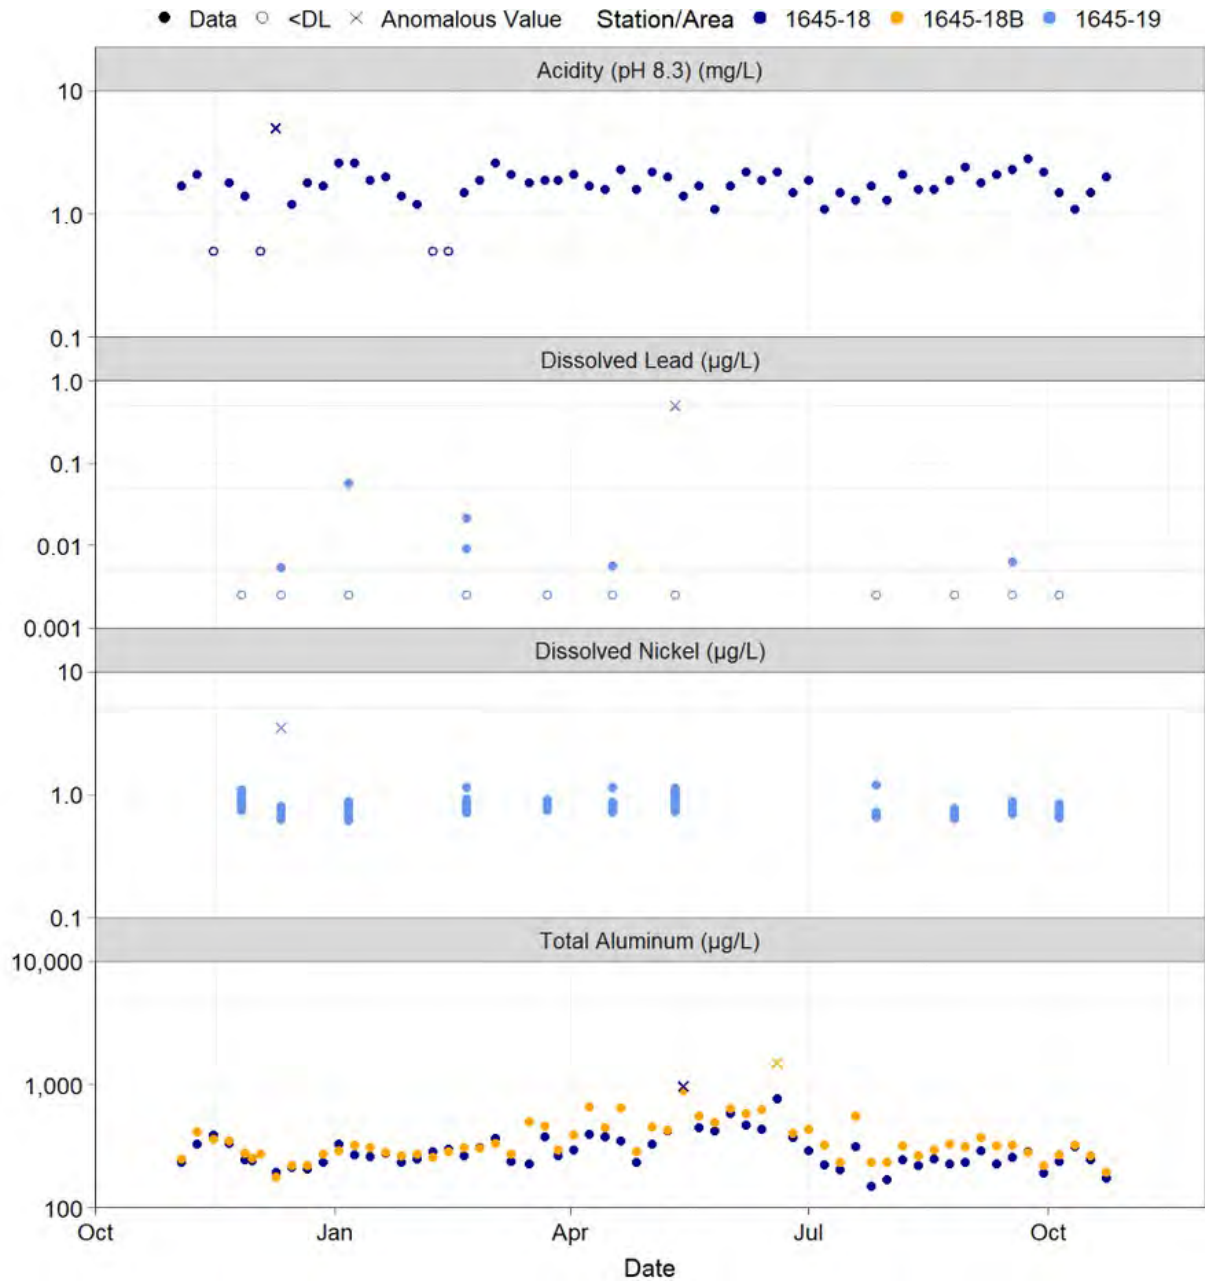 Data <DL Anomalous Value Station/Area 1645-18 1645-18B 1645-19
Acidity (pH 8.3) (mg/L)
10
1.0
0.1
Dissolved Lead (µg/L)
1.0
0.1
0.01
0.001
Dissolved Nickel (µg/L)
10
1.0
0.1
Total Aluminum (µg/L)
10,000
1,000
100
Oct Jan Apr Jul Oct
Date